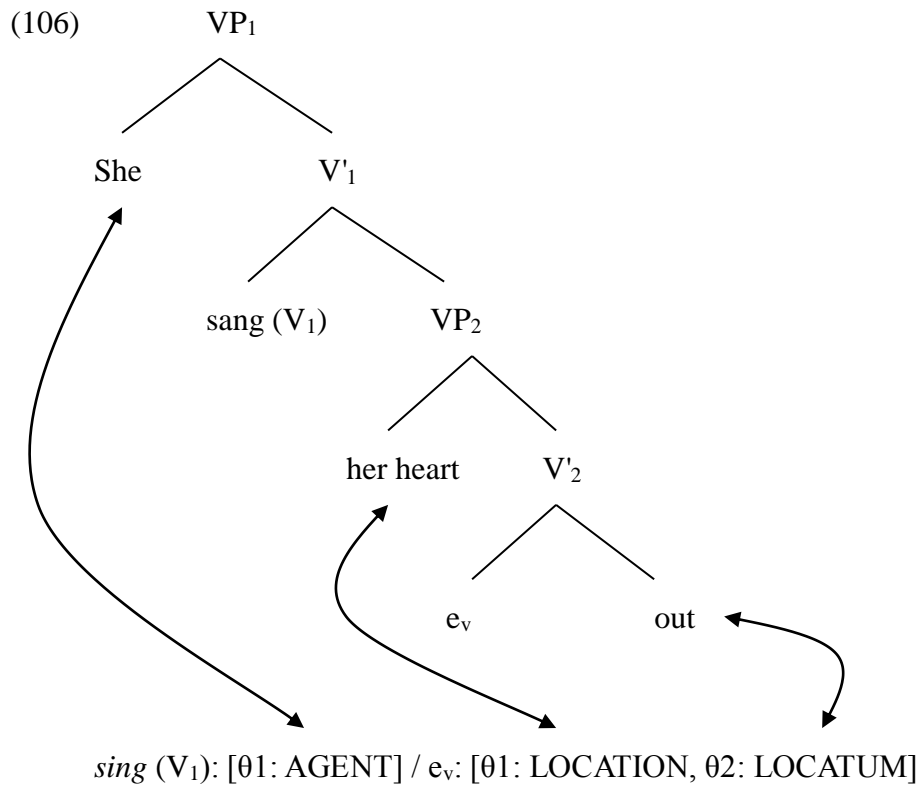 (106) VP₁
She V'₁
sang (V₁) VP₂
her heart V'₂
eᵥ out
sing (V₁): [θ1: AGENT] / eᵥ: [θ1: LOCATION, θ2: LOCATUM]